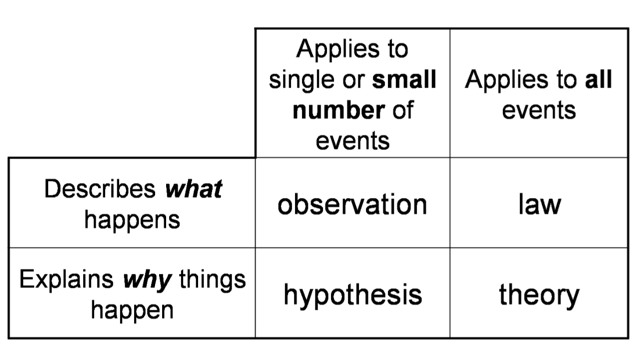 Applies to
single or small
number of
events
Applies to all
events
Describes what
happens
observation
law
Explains why things
happen
hypothesis
theory